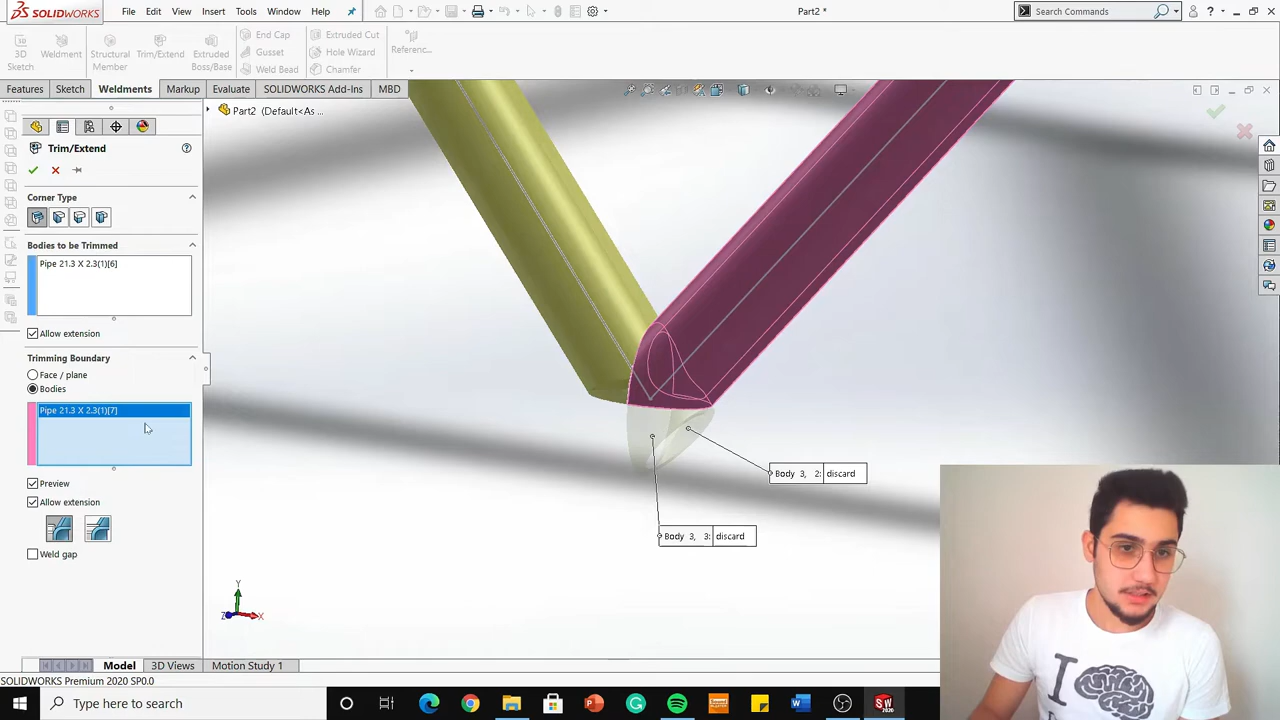 SOLIDWORKS File Edit View Insert Tools Window Help Part2 * Search Commands ?
3D Sketch Weldment Structural Member Trim/Extend Extruded Boss/Base End Cap Gusset Weld Bead Extruded Cut Hole Wizard Chamfer Referenc...
Features Sketch Weldments Markup Evaluate SOLIDWORKS Add-Ins MBD
Part2 (Default<As ...
Trim/Extend
Corner Type
Bodies to be Trimmed
Pipe 21.3 X 2.3(1)[6]
Allow extension
Trimming Boundary
Face / plane
Bodies
Pipe 21.3 X 2.3(1)[7]
Preview
Allow extension
Weld gap
Body 3, 2: discard
Body 3, 3: discard
Y
Z X
I
Model 3D Views Motion Study 1
SOLIDWORKS Premium 2020 SP0.0
Type here to search